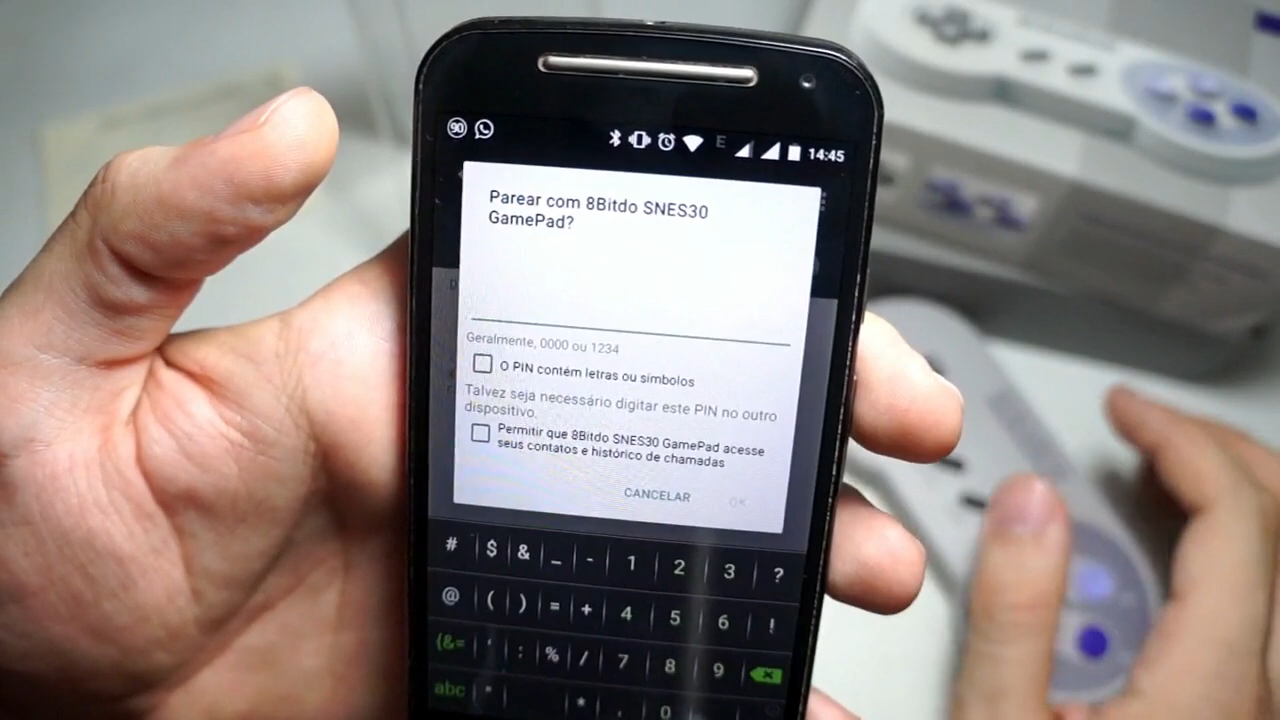 90 E 14:45
Parear com 8Bitdo SNES30
GamePad?
Geralmente, 0000 ou 1234
O PIN contém letras ou símbolos
Talvez seja necessário digitar este PIN no outro
dispositivo.
Permitir que 8Bitdo SNES30 GamePad acesse
seus contatos e histórico de chamadas
CANCELAR OK
# $ & _ - 1 2 3 ?
@ ( ) = + 4 5 6 !
{&= ' : % / 7 8 9
abc " * . 0